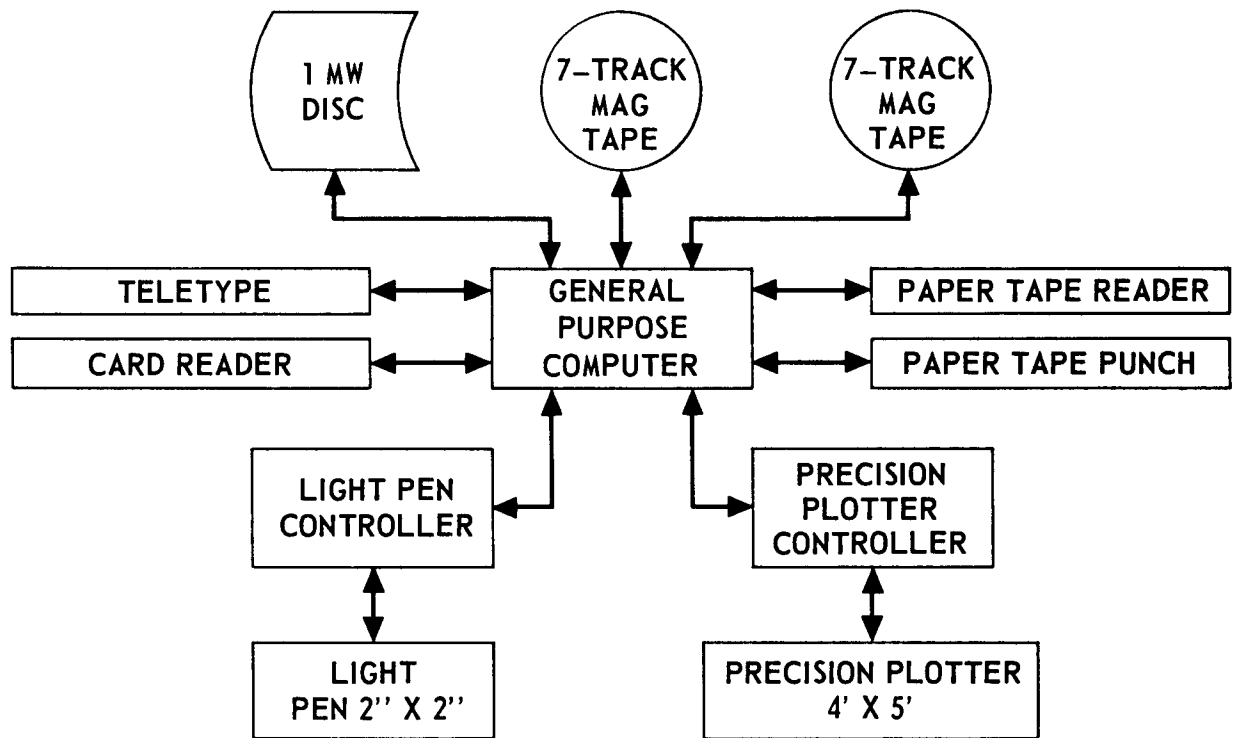 1 MW
DISC
7-TRACK
MAG
TAPE
7-TRACK
MAG
TAPE
TELETYPE
CARD READER
GENERAL
PURPOSE
COMPUTER
PAPER TAPE READER
PAPER TAPE PUNCH
LIGHT PEN
CONTROLLER
PRECISION
PLOTTER
CONTROLLER
LIGHT
PEN 2'' X 2''
PRECISION PLOTTER
4' X 5'